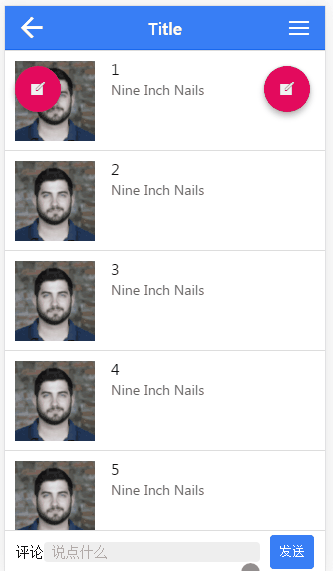 Title
1
Nine Inch Nails
2
Nine Inch Nails
3
Nine Inch Nails
4
Nine Inch Nails
5
Nine Inch Nails
评论 说点什么 发送